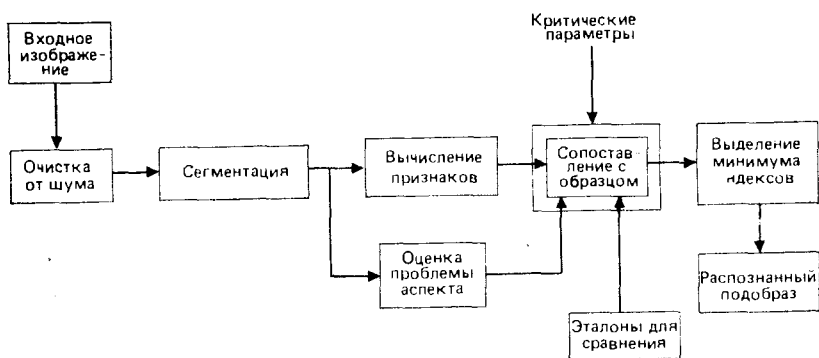 Входное
изображе-
ние
Критические
параметры
Очистка
от шума
Сегментация
Вычисление
признаков
Сопостав-
ление с
образцом
Выделение
минимума
индексов
Оценка
проблемы
аспекта
Распознанный
подобраз
Эталоны для
сравнения